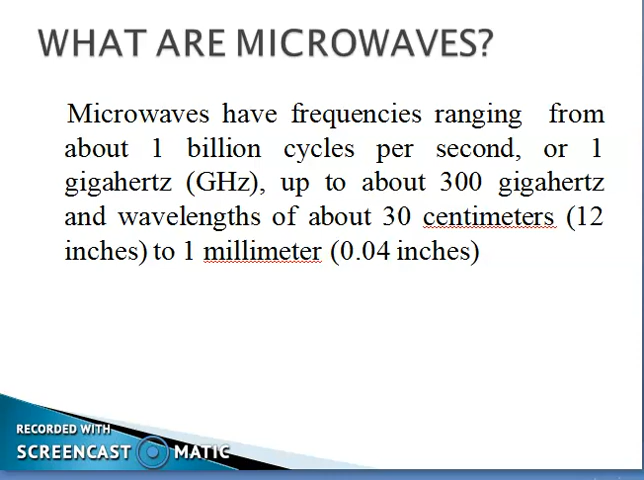 WHAT ARE MICROWAVES?
Microwaves have frequencies ranging from
about 1 billion cycles per second, or 1
gigahertz (GHz), up to about 300 gigahertz
and wavelengths of about 30 centimeters (12
inches) to 1 millimeter (0.04 inches)
RECORDED WITH
SCREENCAST MATIC